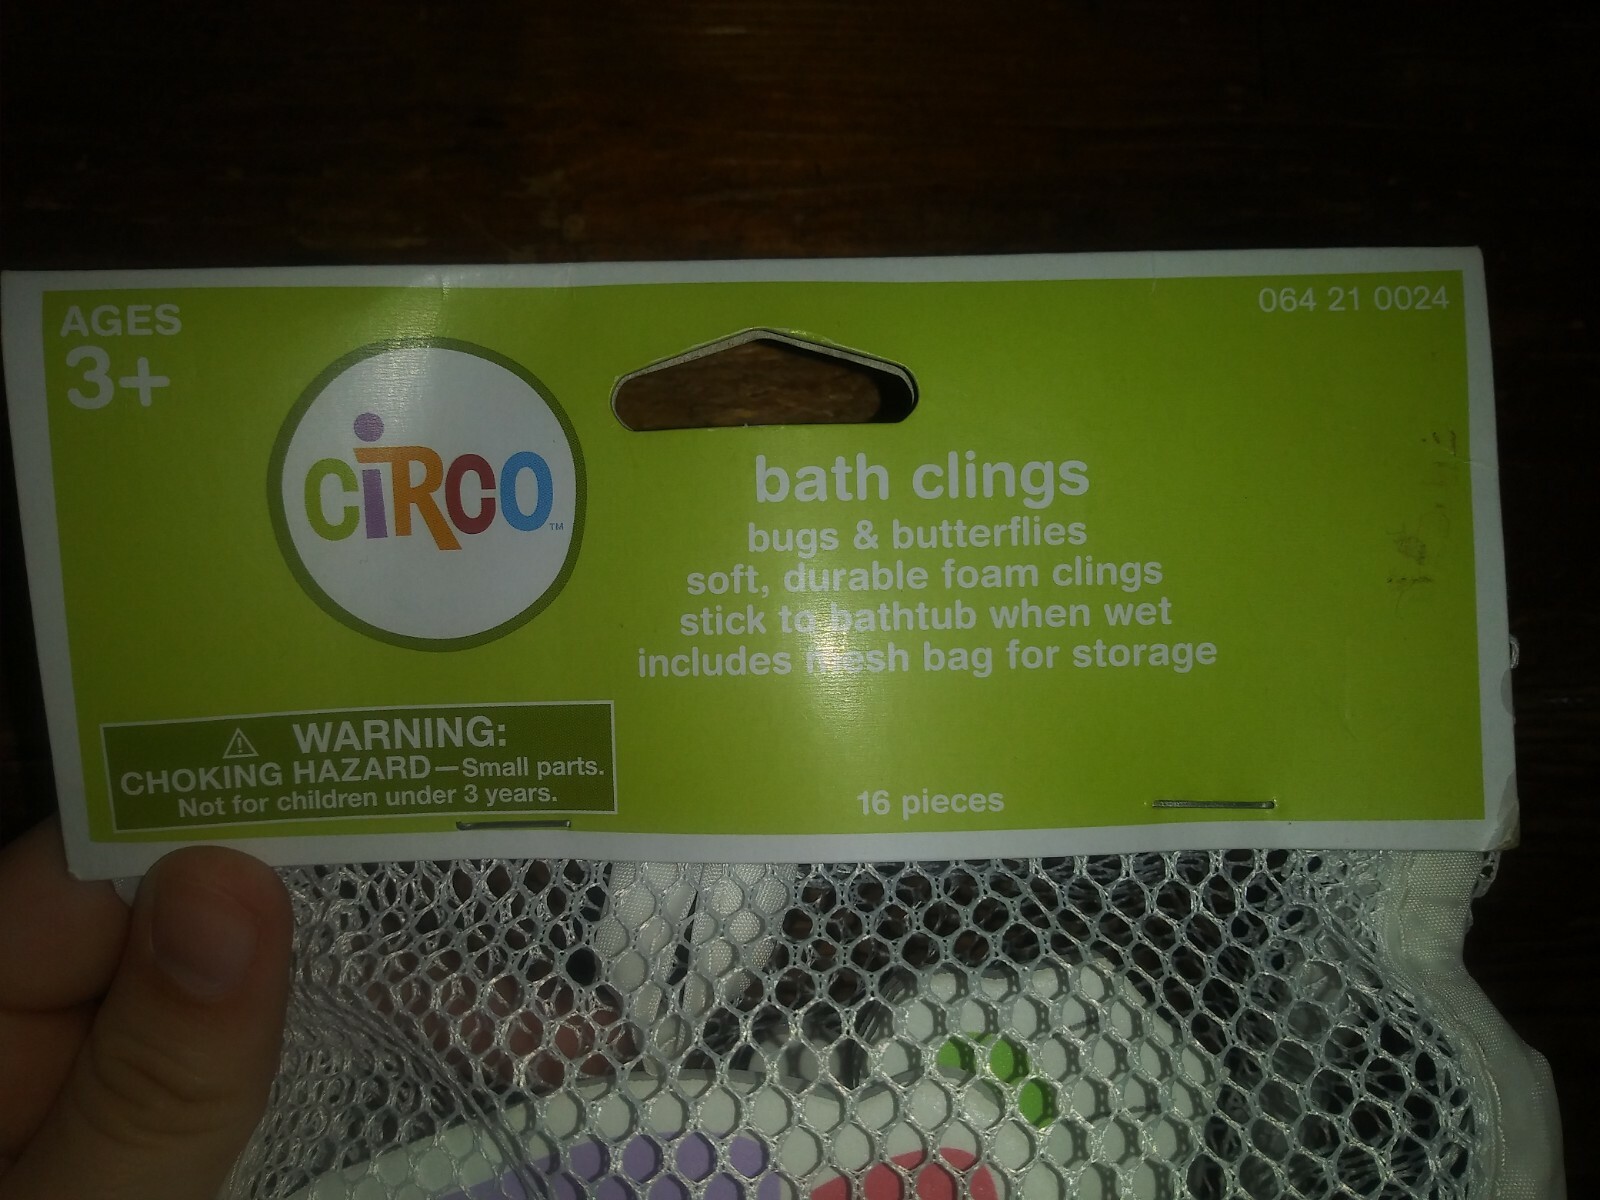 AGES
3+
064 21 0024
CiRCO
TM
bath clings
bugs & butterflies
soft, durable foam clings
stick to bathtub when wet
includes mesh bag for storage
⚠ WARNING:
CHOKING HAZARD—Small parts.
Not for children under 3 years.
16 pieces